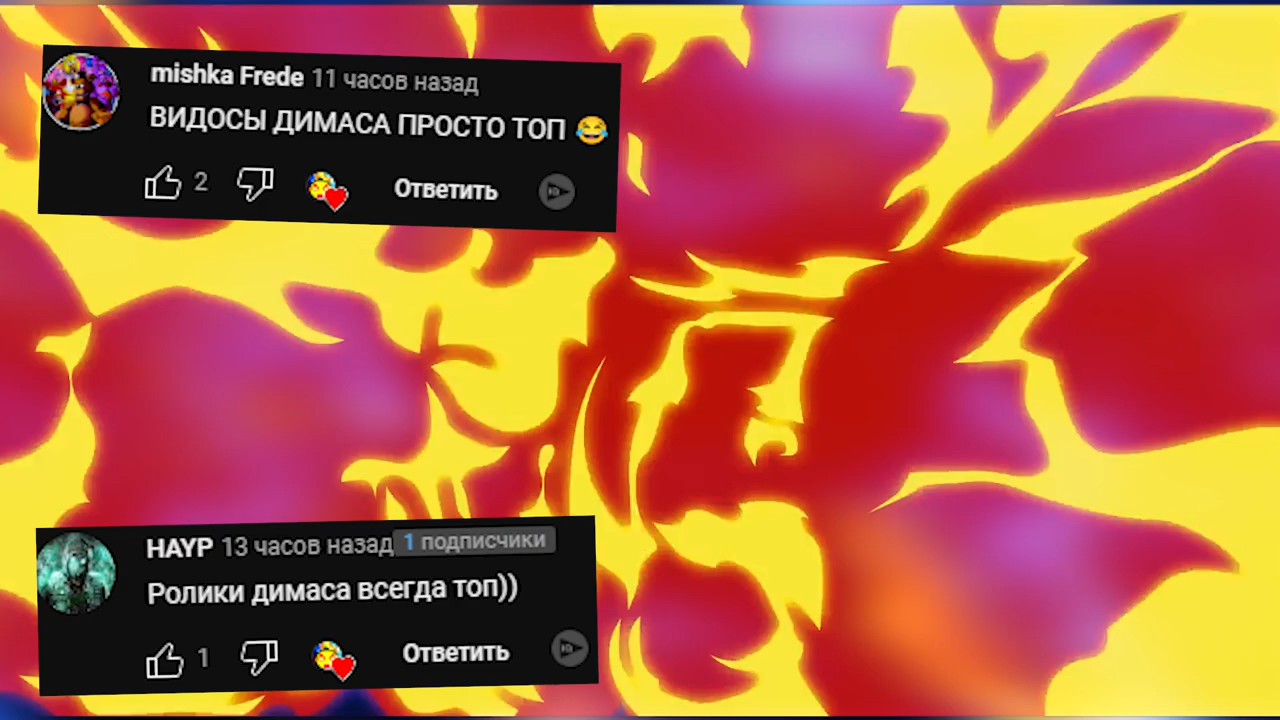 mishka Frede 11 часов назад
ВИДОСЫ ДИМАСА ПРОСТО ТОП 😂
2 Ответить
HAYP 13 часов назад 1 подписчики
Ролики димаса всегда топ))
1 Ответить